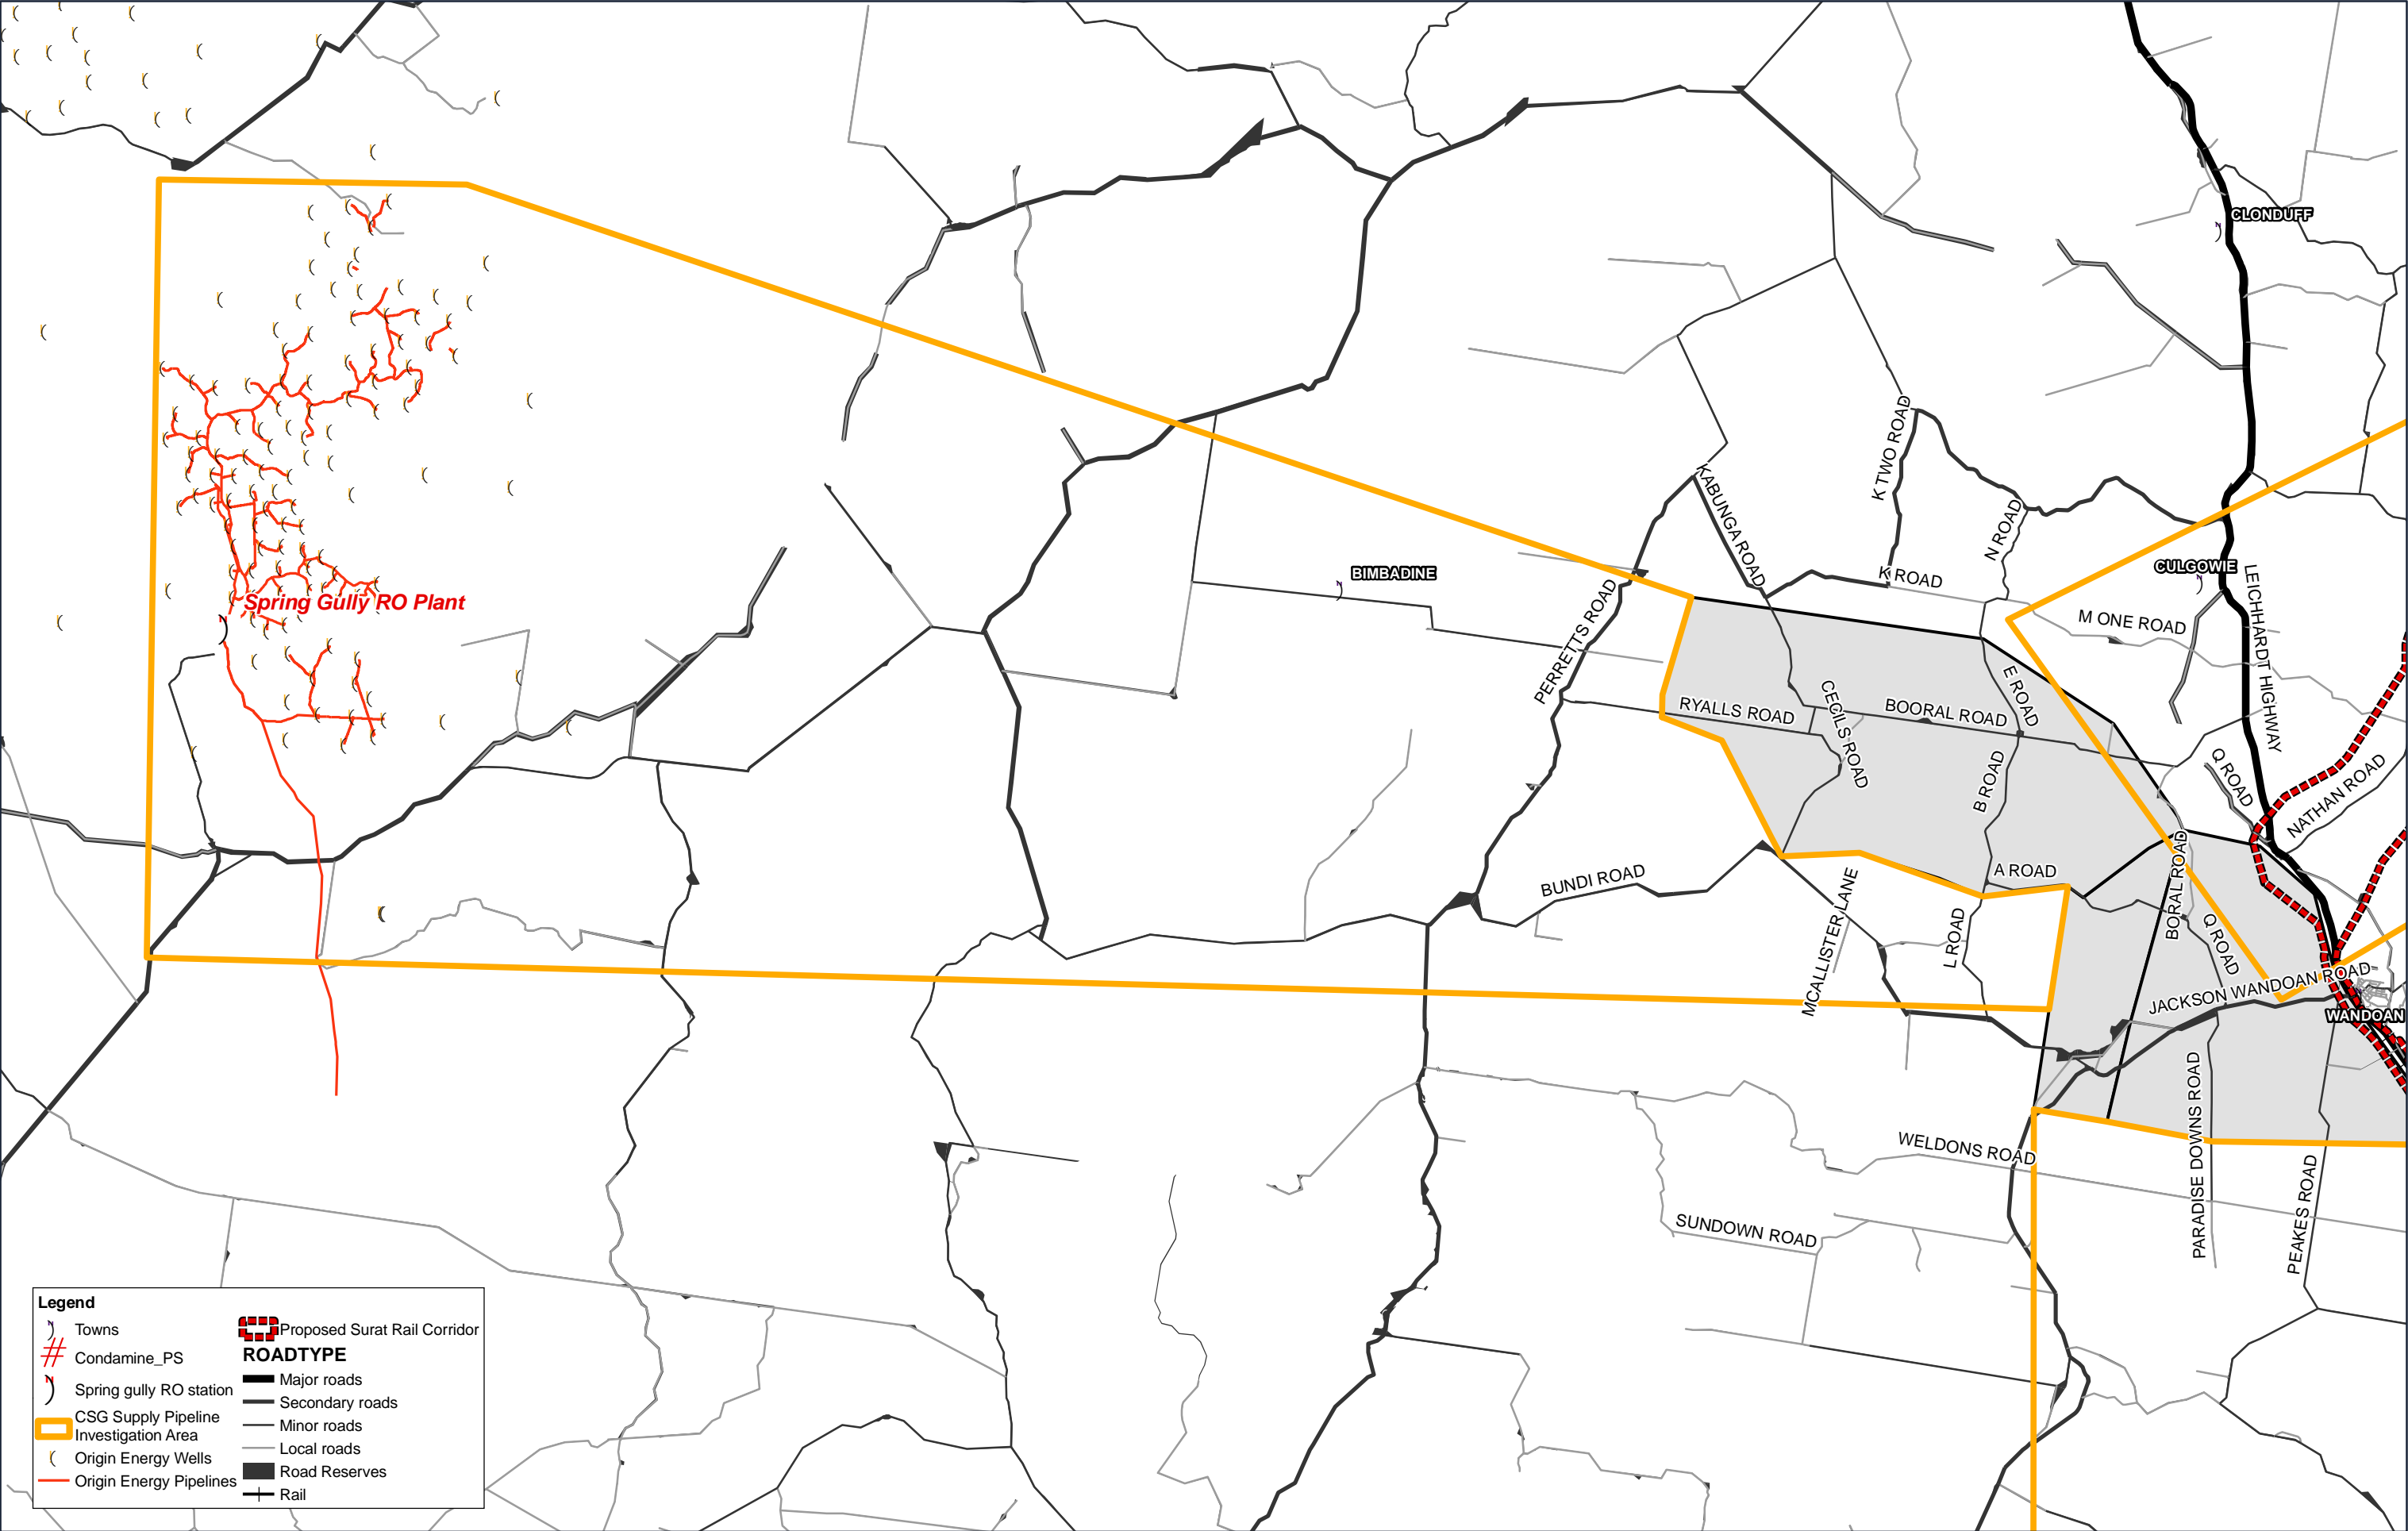 CLONDUFF
K TWO ROAD
KABUNGA ROAD
N ROAD
BIMBADINE
K ROAD
CULGOWIE
LEICHHARDT HIGHWAY
M ONE ROAD
Spring Gully RO Plant
PERRETTS ROAD
E ROAD
CECILS ROAD
RYALLS ROAD
BOORAL ROAD
B ROAD
Q ROAD
NATHAN ROAD
BUNDI ROAD
A ROAD
BORAL ROAD
MCALLISTER LANE
L ROAD
Q ROAD
JACKSON WANDOAN ROAD
WANDOAN
WELDONS ROAD
PARADISE DOWNS ROAD
PEAKES ROAD
SUNDOWN ROAD
Legend
Towns
Condamine_PS
Spring gully RO station
CSG Supply Pipeline
Investigation Area
Origin Energy Wells
Origin Energy Pipelines
Proposed Surat Rail Corridor
ROADTYPE
Major roads
Secondary roads
Minor roads
Local roads
Road Reserves
Rail